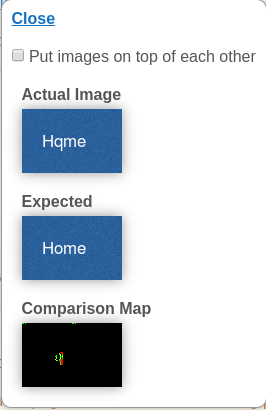 Close
Put images on top of each other
Actual Image
Hqme
Expected
Home
Comparison Map